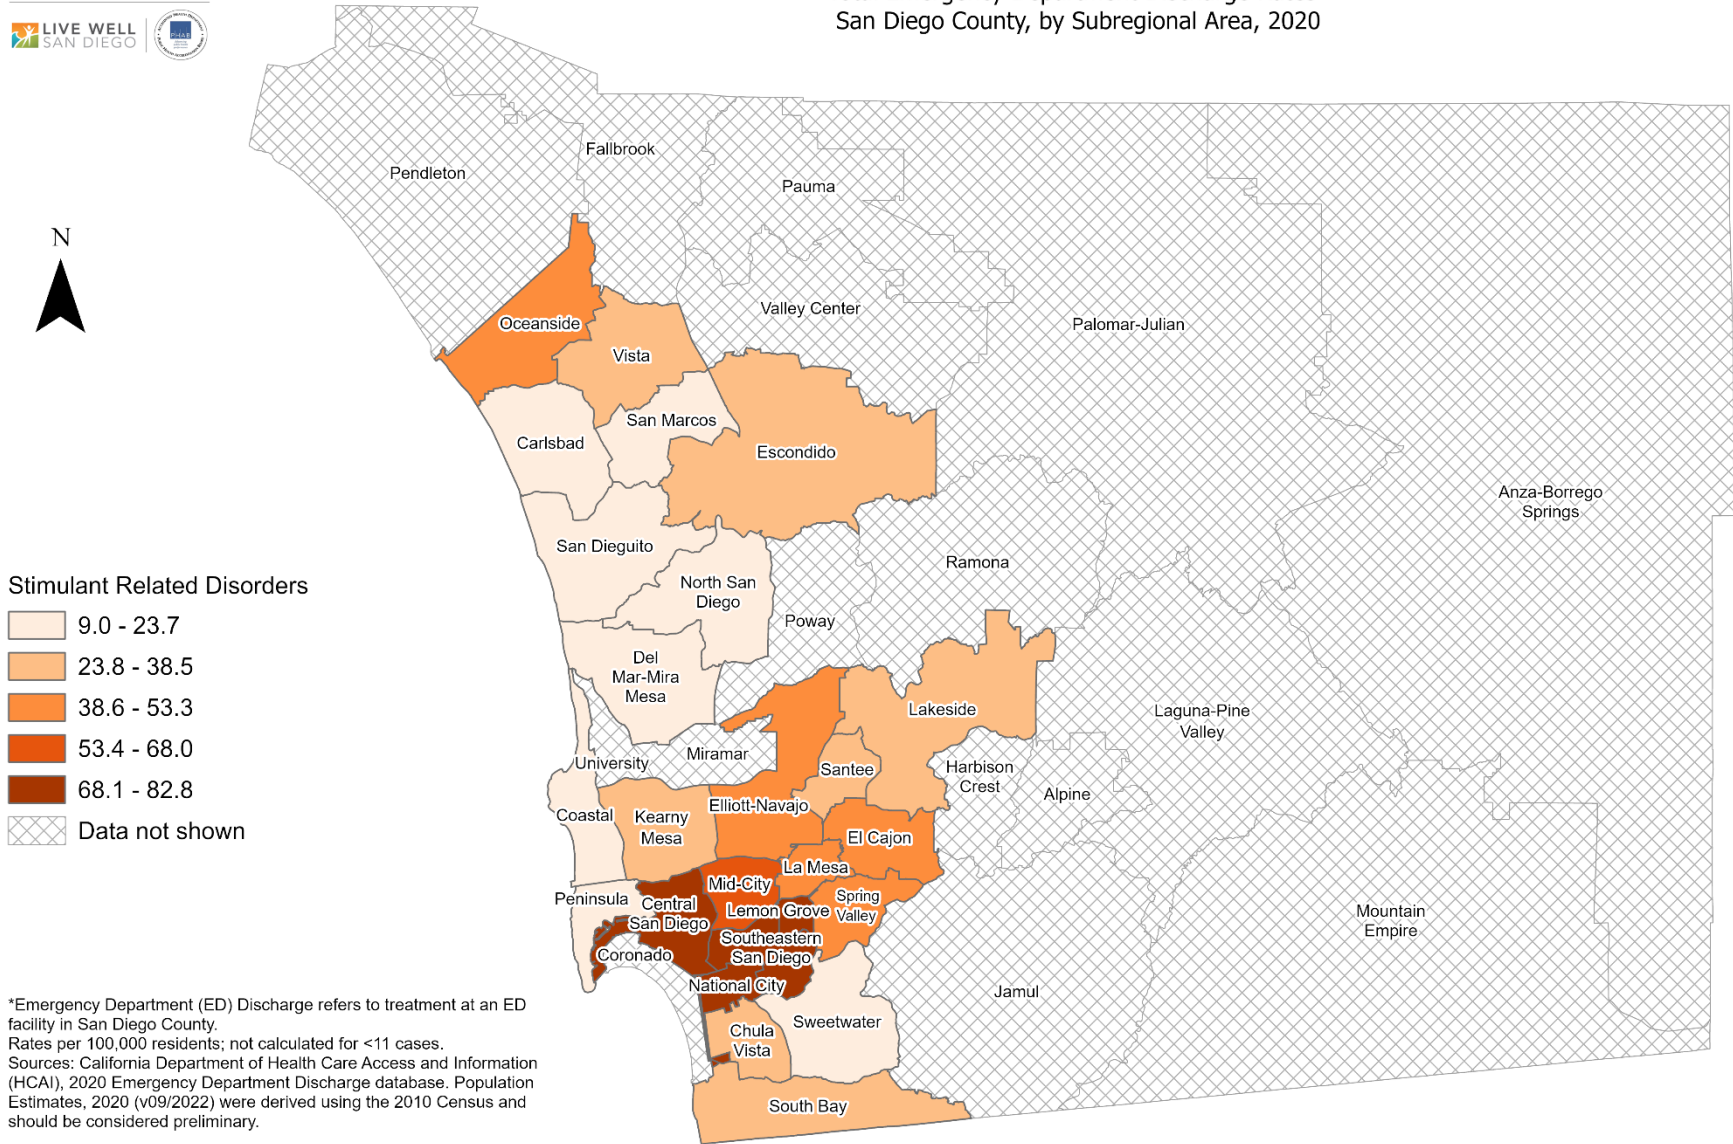 LIVE WELL
SAN DIEGO
PHAB
San Diego County, by Subregional Area, 2020
N
Pendleton
Fallbrook
Pauma
Oceanside
Vista
Valley Center
Palomar-Julian
Carlsbad
San Marcos
Escondido
Anza-Borrego
Springs
San Dieguito
North San
Diego
Ramona
Poway
Del
Mar-Mira
Mesa
Lakeside
Laguna-Pine
Valley
Miramar
University
Santee
Harbison
Crest
Alpine
Coastal
Kearny
Mesa
Elliott-Navajo
El Cajon
La Mesa
Mid-City
Peninsula
Central
San Diego
Lemon Grove
Spring
Valley
Mountain
Empire
Southeastern
San Diego
Coronado
National City
Jamul
Sweetwater
Chula
Vista
South Bay
Stimulant Related Disorders
9.0 - 23.7
23.8 - 38.5
38.6 - 53.3
53.4 - 68.0
68.1 - 82.8
Data not shown
*Emergency Department (ED) Discharge refers to treatment at an ED
facility in San Diego County.
Rates per 100,000 residents; not calculated for <11 cases.
Sources: California Department of Health Care Access and Information
(HCAI), 2020 Emergency Department Discharge database. Population
Estimates, 2020 (v09/2022) were derived using the 2010 Census and
should be considered preliminary.